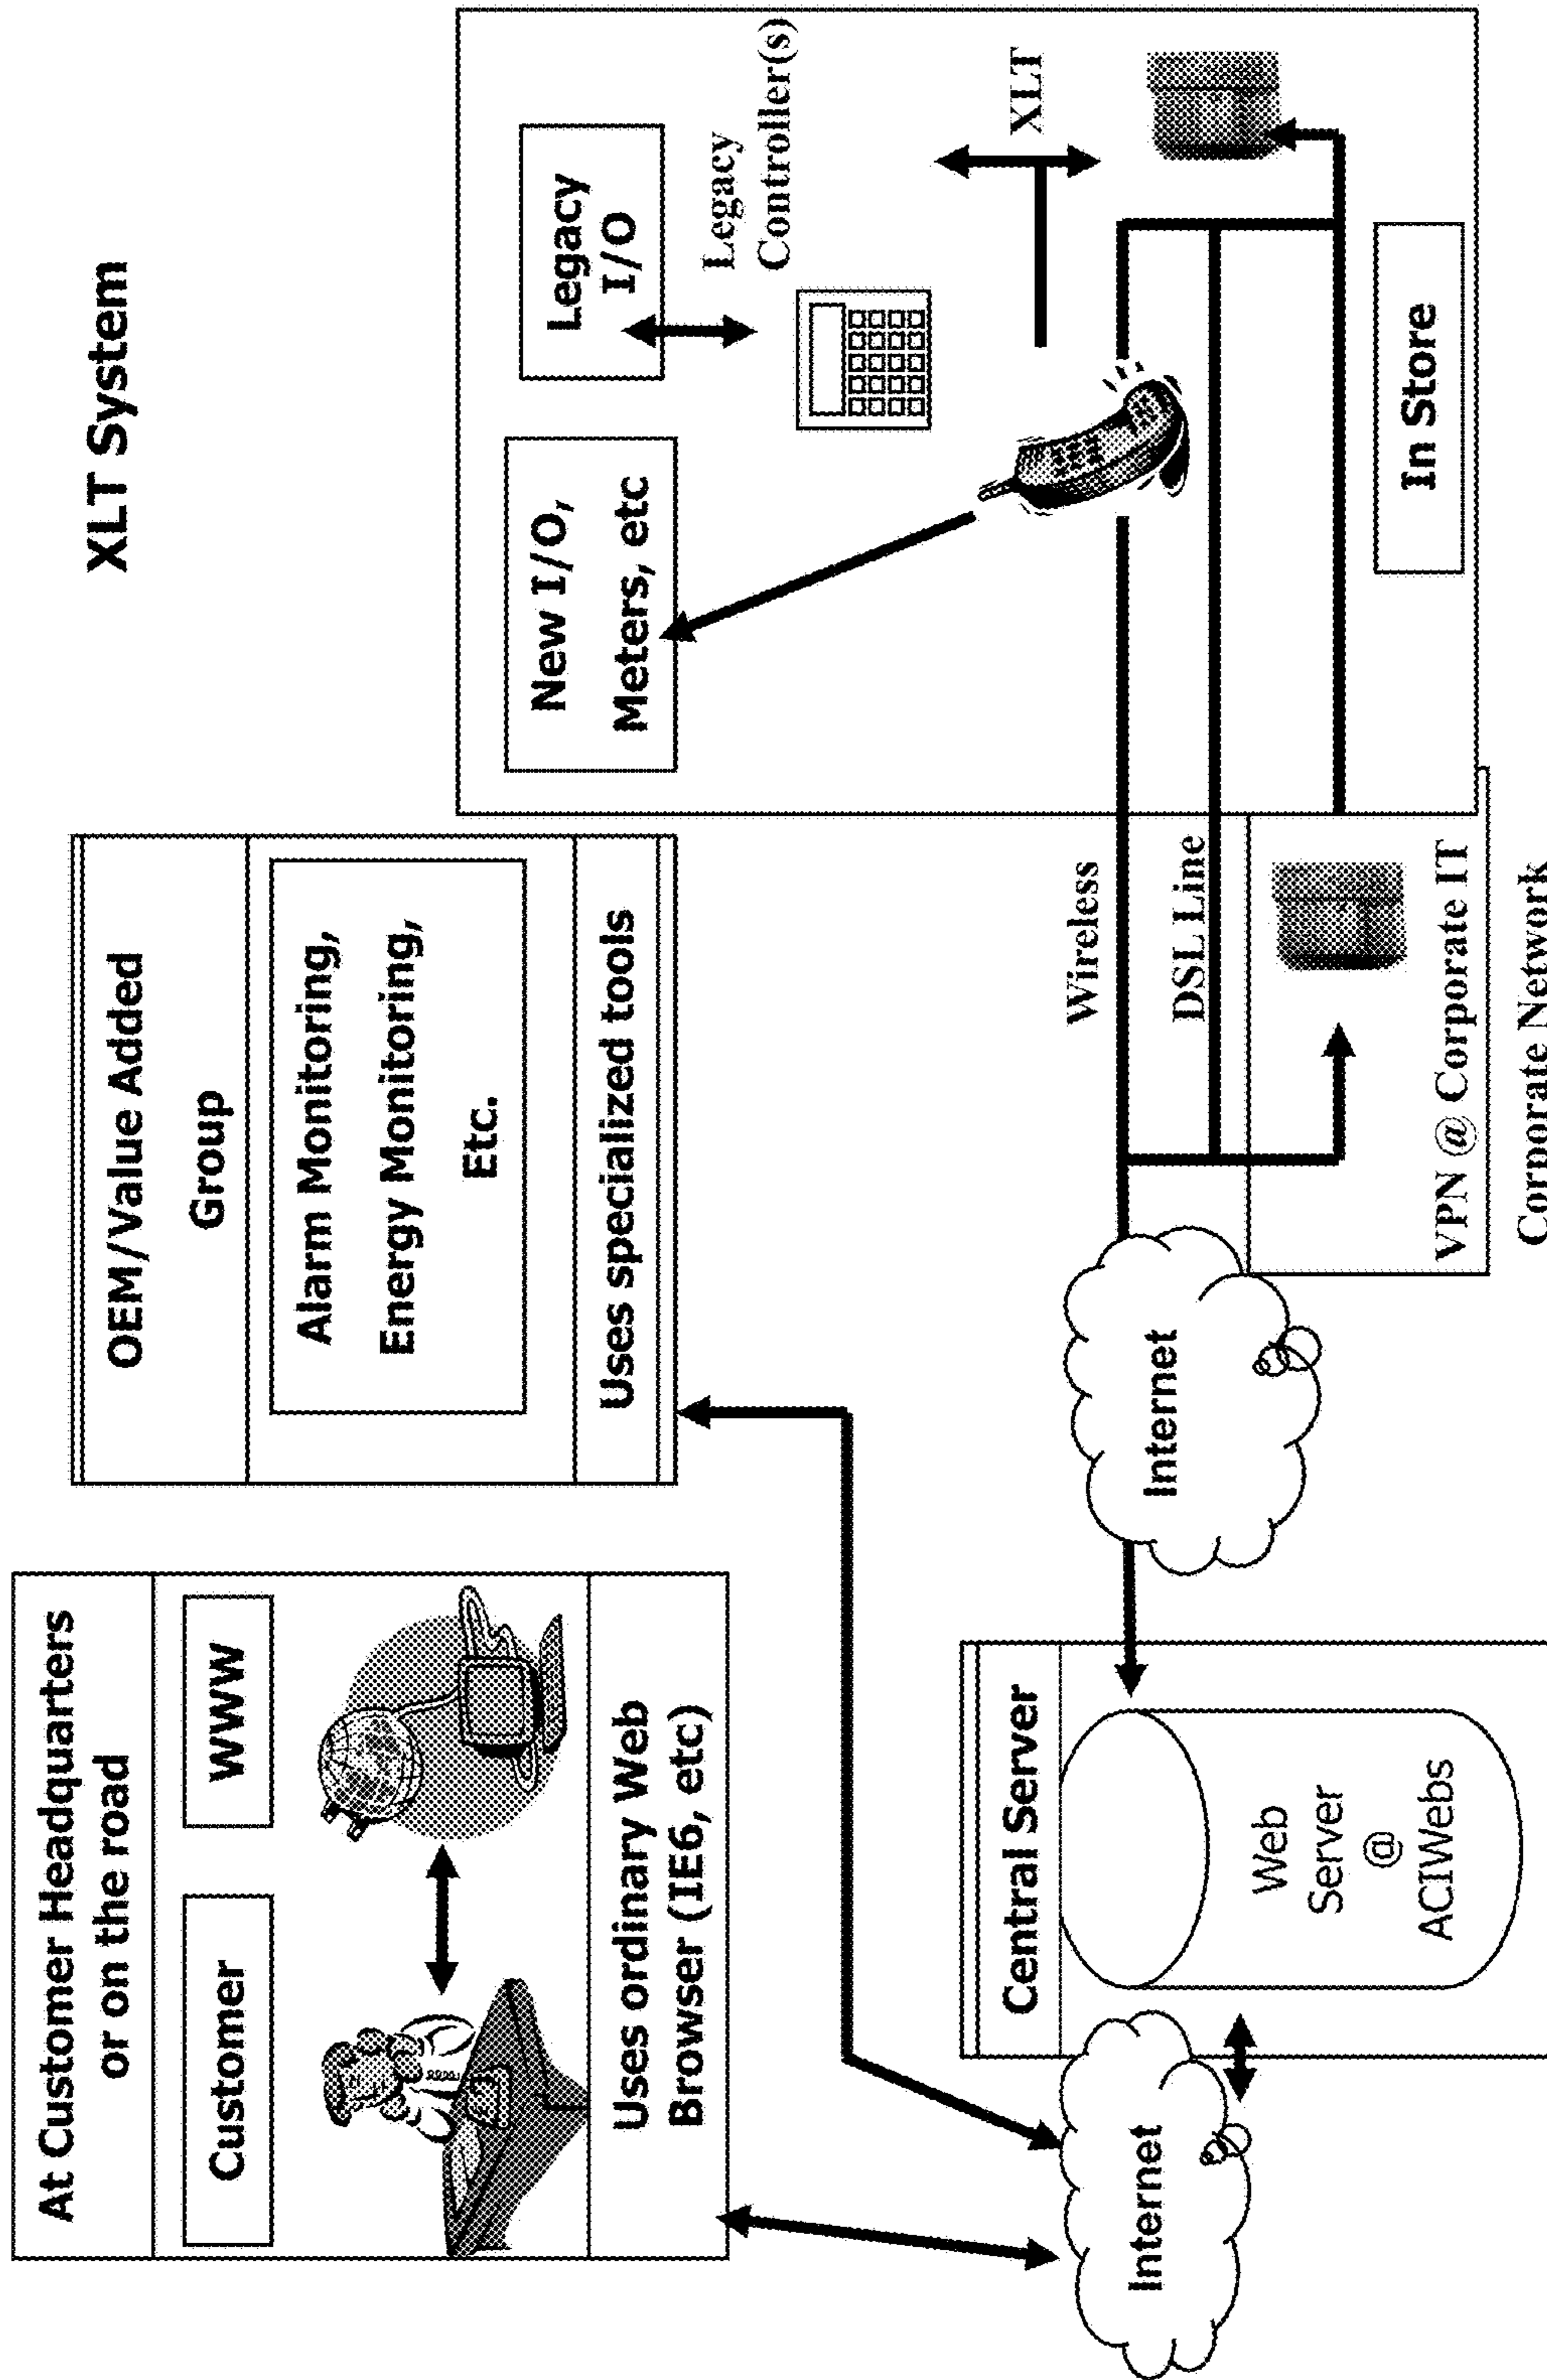 XLT System
At Customer Headquarters
or on the road
Customer
WWW
Uses ordinary Web
Browser (IE6, etc)
OEM/Value Added
Group
Alarm Monitoring,
Energy Monitoring,
Etc.
Uses specialized tools
New I/O,
Meters, etc
Legacy
I/O
Legacy
Controller(s)
XLT
In Store
Wireless
DSL Line
VPN @ Corporate IT
Corporate Network
Internet
Central Server
Web
Server
@
ACIWebs
Internet